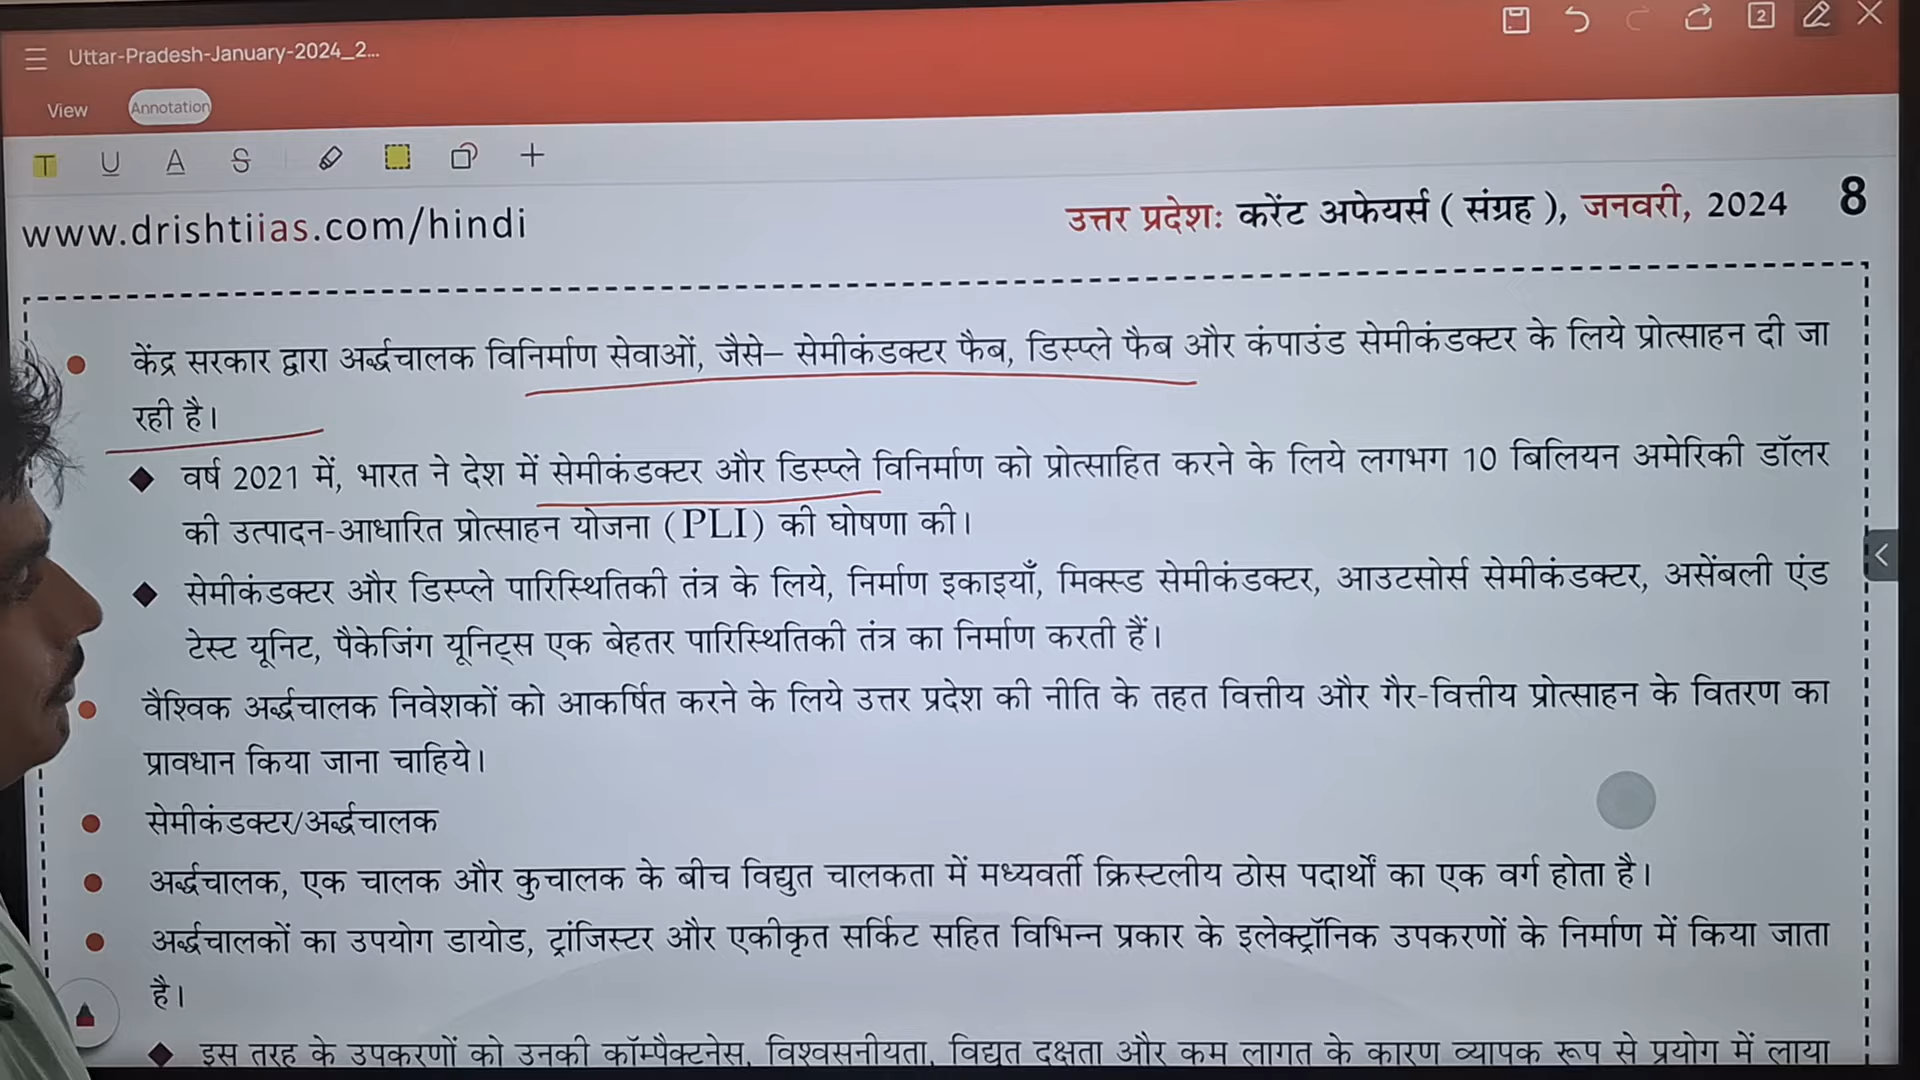 Uttar-Pradesh-January-2024_2...
2
View
Annotation
T U A S
www.drishtiias.com/hindi
उत्तर प्रदेश: करेंट अफेयर्स ( संग्रह ), जनवरी, 2024 8
केंद्र सरकार द्वारा अर्द्धचालक विनिर्माण सेवाओं, जैसे– सेमीकंडक्टर फैब, डिस्प्ले फैब और कंपाउंड सेमीकंडक्टर के लिये प्रोत्साहन दी जा
रही है।
वर्ष 2021 में, भारत ने देश में सेमीकंडक्टर और डिस्प्ले विनिर्माण को प्रोत्साहित करने के लिये लगभग 10 बिलियन अमेरिकी डॉलर
की उत्पादन-आधारित प्रोत्साहन योजना (PLI) की घोषणा की।
सेमीकंडक्टर और डिस्प्ले पारिस्थितिकी तंत्र के लिये, निर्माण इकाइयाँ, मिक्स्ड सेमीकंडक्टर, आउटसोर्स सेमीकंडक्टर, असेंबली एंड
टेस्ट यूनिट, पैकेजिंग यूनिट्स एक बेहतर पारिस्थितिकी तंत्र का निर्माण करती हैं।
वैश्विक अर्द्धचालक निवेशकों को आकर्षित करने के लिये उत्तर प्रदेश की नीति के तहत वित्तीय और गैर-वित्तीय प्रोत्साहन के वितरण का
प्रावधान किया जाना चाहिये।
सेमीकंडक्टर/अर्द्धचालक
अर्द्धचालक, एक चालक और कुचालक के बीच विद्युत चालकता में मध्यवर्ती क्रिस्टलीय ठोस पदार्थों का एक वर्ग होता है।
अर्द्धचालकों का उपयोग डायोड, ट्रांजिस्टर और एकीकृत सर्किट सहित विभिन्न प्रकार के इलेक्ट्रॉनिक उपकरणों के निर्माण में किया जाता
है।
इस तरह के उपकरणों को उनकी कॉम्पैक्टनेस, विश्वसनीयता, विद्युत दक्षता और कम लागत के कारण व्यापक रूप से प्रयोग में लाया